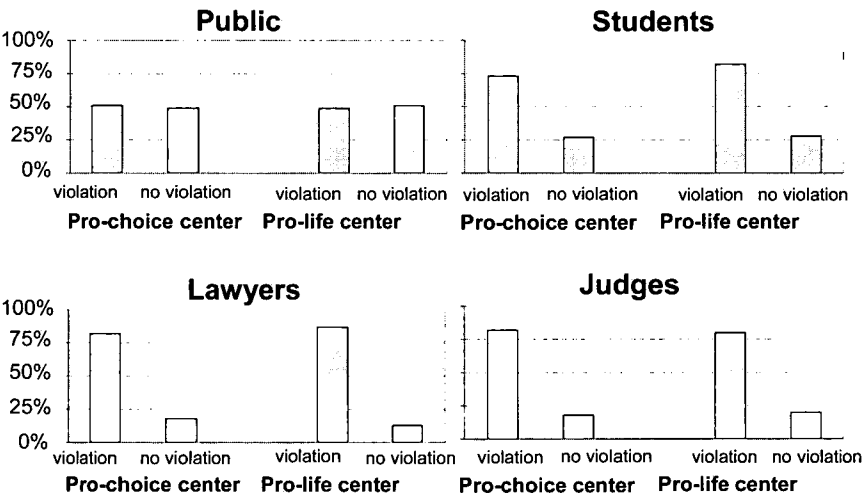 Public
Students
100%
75%
50%
25%
0%
violation no violation violation no violation
Pro-choice center Pro-life center
violation no violation violation no violation
Pro-choice center Pro-life center
Lawyers
Judges
100%
75%
50%
25%
0%
violation no violation violation no violation
Pro-choice center Pro-life center
violation no violation violation no violation
Pro-choice center Pro-life center